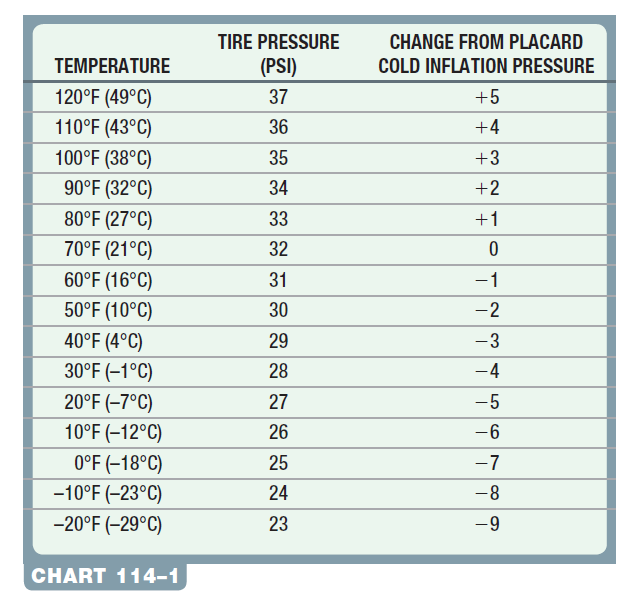 TEMPERATURE TIRE PRESSURE (PSI) CHANGE FROM PLACARD COLD INFLATION PRESSURE
120°F (49°C) 37 +5
110°F (43°C) 36 +4
100°F (38°C) 35 +3
90°F (32°C) 34 +2
80°F (27°C) 33 +1
70°F (21°C) 32 0
60°F (16°C) 31 −1
50°F (10°C) 30 −2
40°F (4°C) 29 −3
30°F (–1°C) 28 −4
20°F (–7°C) 27 −5
10°F (–12°C) 26 −6
0°F (–18°C) 25 −7
–10°F (–23°C) 24 −8
–20°F (–29°C) 23 −9
CHART 114–1